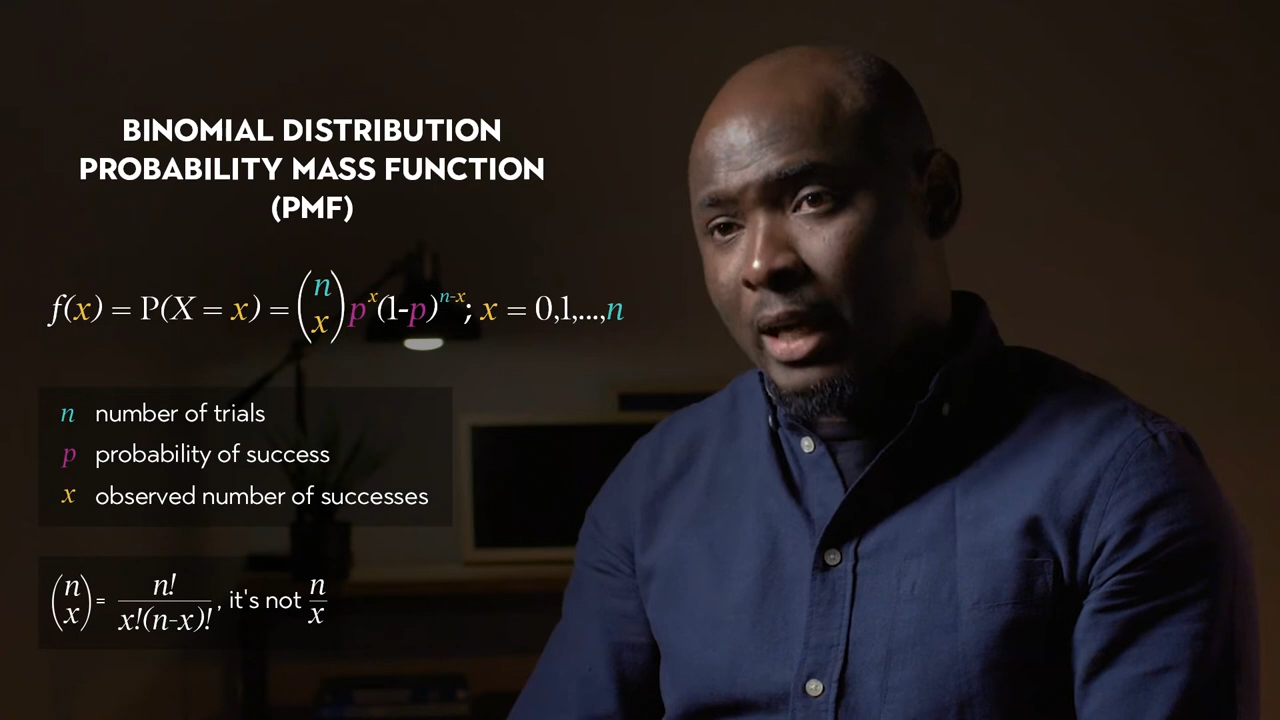 BINOMIAL DISTRIBUTION
PROBABILITY MASS FUNCTION
(PMF)
f(x) = P(X = x) = (n x) p^x (1-p)^n-x; x = 0,1,...,n
n number of trials
p probability of success
x observed number of successes
(n x) = n! / x!(n-x)! , it's not n / x